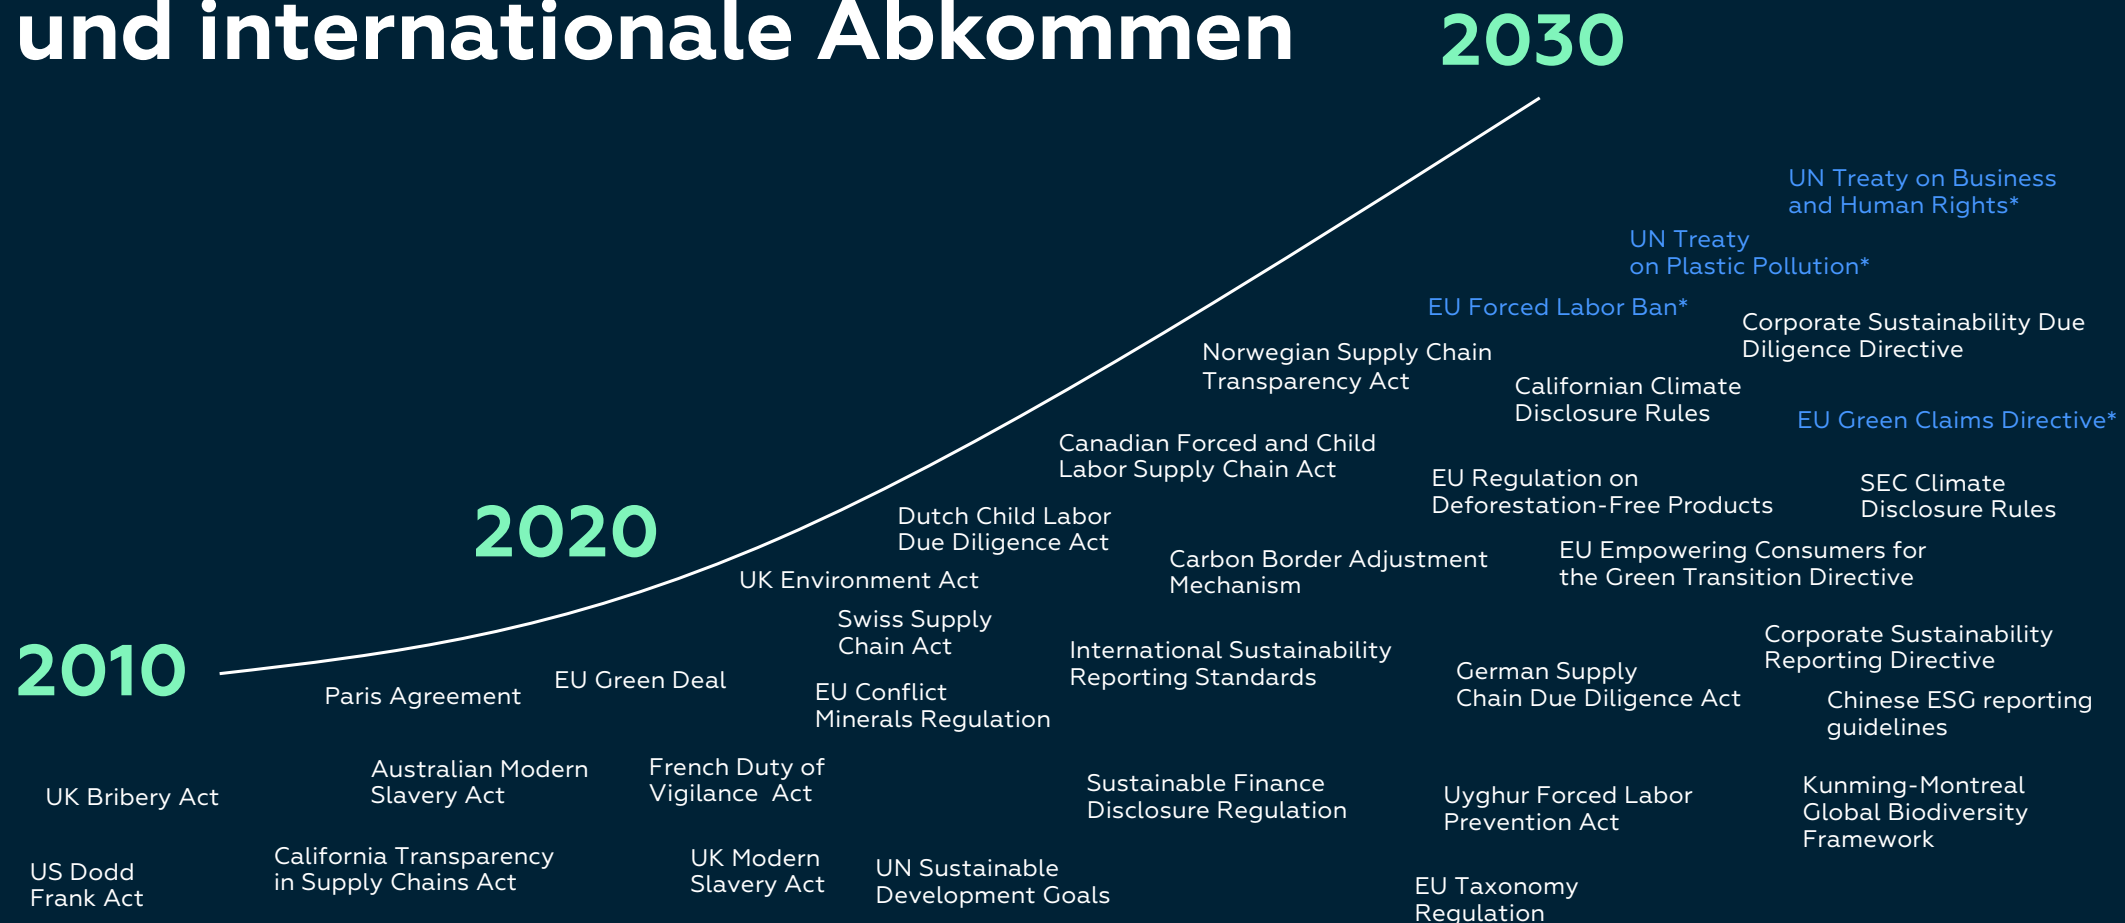 und internationale Abkommen
2030
UN Treaty on Business
and Human Rights*
UN Treaty
on Plastic Pollution*
EU Forced Labor Ban*
Corporate Sustainability Due
Diligence Directive
Norwegian Supply Chain
Transparency Act
Californian Climate
Disclosure Rules
EU Green Claims Directive*
Canadian Forced and Child
Labor Supply Chain Act
EU Regulation on
Deforestation-Free Products
SEC Climate
Disclosure Rules
2020
Dutch Child Labor
Due Diligence Act
Carbon Border Adjustment
Mechanism
EU Empowering Consumers for
the Green Transition Directive
UK Environment Act
Swiss Supply
Chain Act
International Sustainability
Reporting Standards
Corporate Sustainability
Reporting Directive
2010
Paris Agreement
EU Green Deal
EU Conflict
Minerals Regulation
German Supply
Chain Due Diligence Act
Chinese ESG reporting
guidelines
UK Bribery Act
Australian Modern
Slavery Act
French Duty of
Vigilance Act
Sustainable Finance
Disclosure Regulation
Uyghur Forced Labor
Prevention Act
Kunming-Montreal
Global Biodiversity
Framework
US Dodd
Frank Act
California Transparency
in Supply Chains Act
UK Modern
Slavery Act
UN Sustainable
Development Goals
EU Taxonomy
Regulation